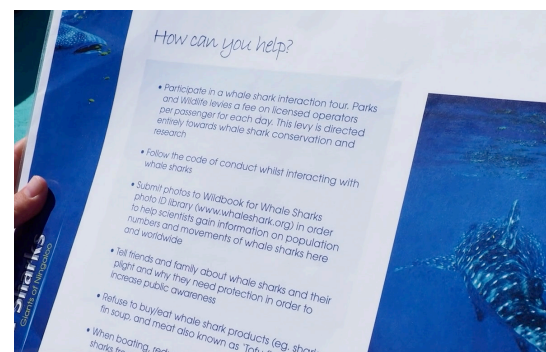 How can you help?
• Participate in a whale shark interaction tour. Parks
and Wildlife levies a fee on licensed operators
per passenger for each day. This levy is directed
entirely towards whale shark conservation and
research
• Follow the code of conduct whilst interacting with
whale sharks
• Submit photos to Wildbook for Whale Sharks
photo ID library (www.whaleshark.org) in order
to help scientists gain information on population
numbers and movements of whale sharks here
and worldwide
• Tell friends and family about whale sharks and their
plight and why they need protection in order to
increase public awareness
• Refuse to buy/eat whale shark products (eg. shark
fin soup, and meat also known as 'Tofu
• When boating,
sharks
Sharks
Giants of Ningaloo